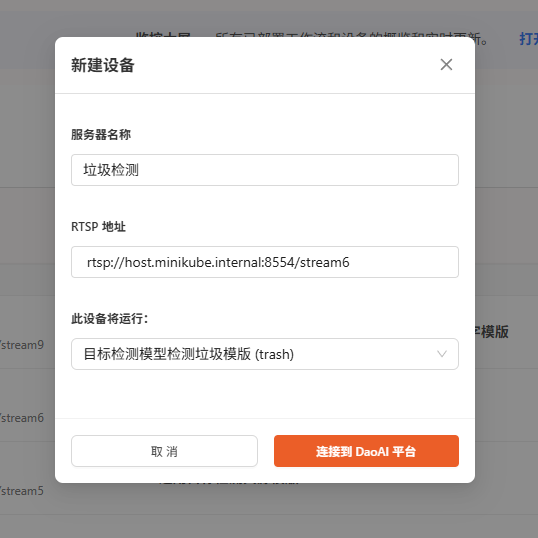 监控大屏 所有已部署工作流和设备的概览和实时更新。 打开
新建设备
服务器名称
垃圾检测
RTSP 地址
rtsp://host.minikube.internal:8554/stream6
此设备将运行：
目标检测模型检测垃圾模版 (trash)
字模版
/stream9
/stream6
取 消
连接到 DaoAI 平台
/stream5